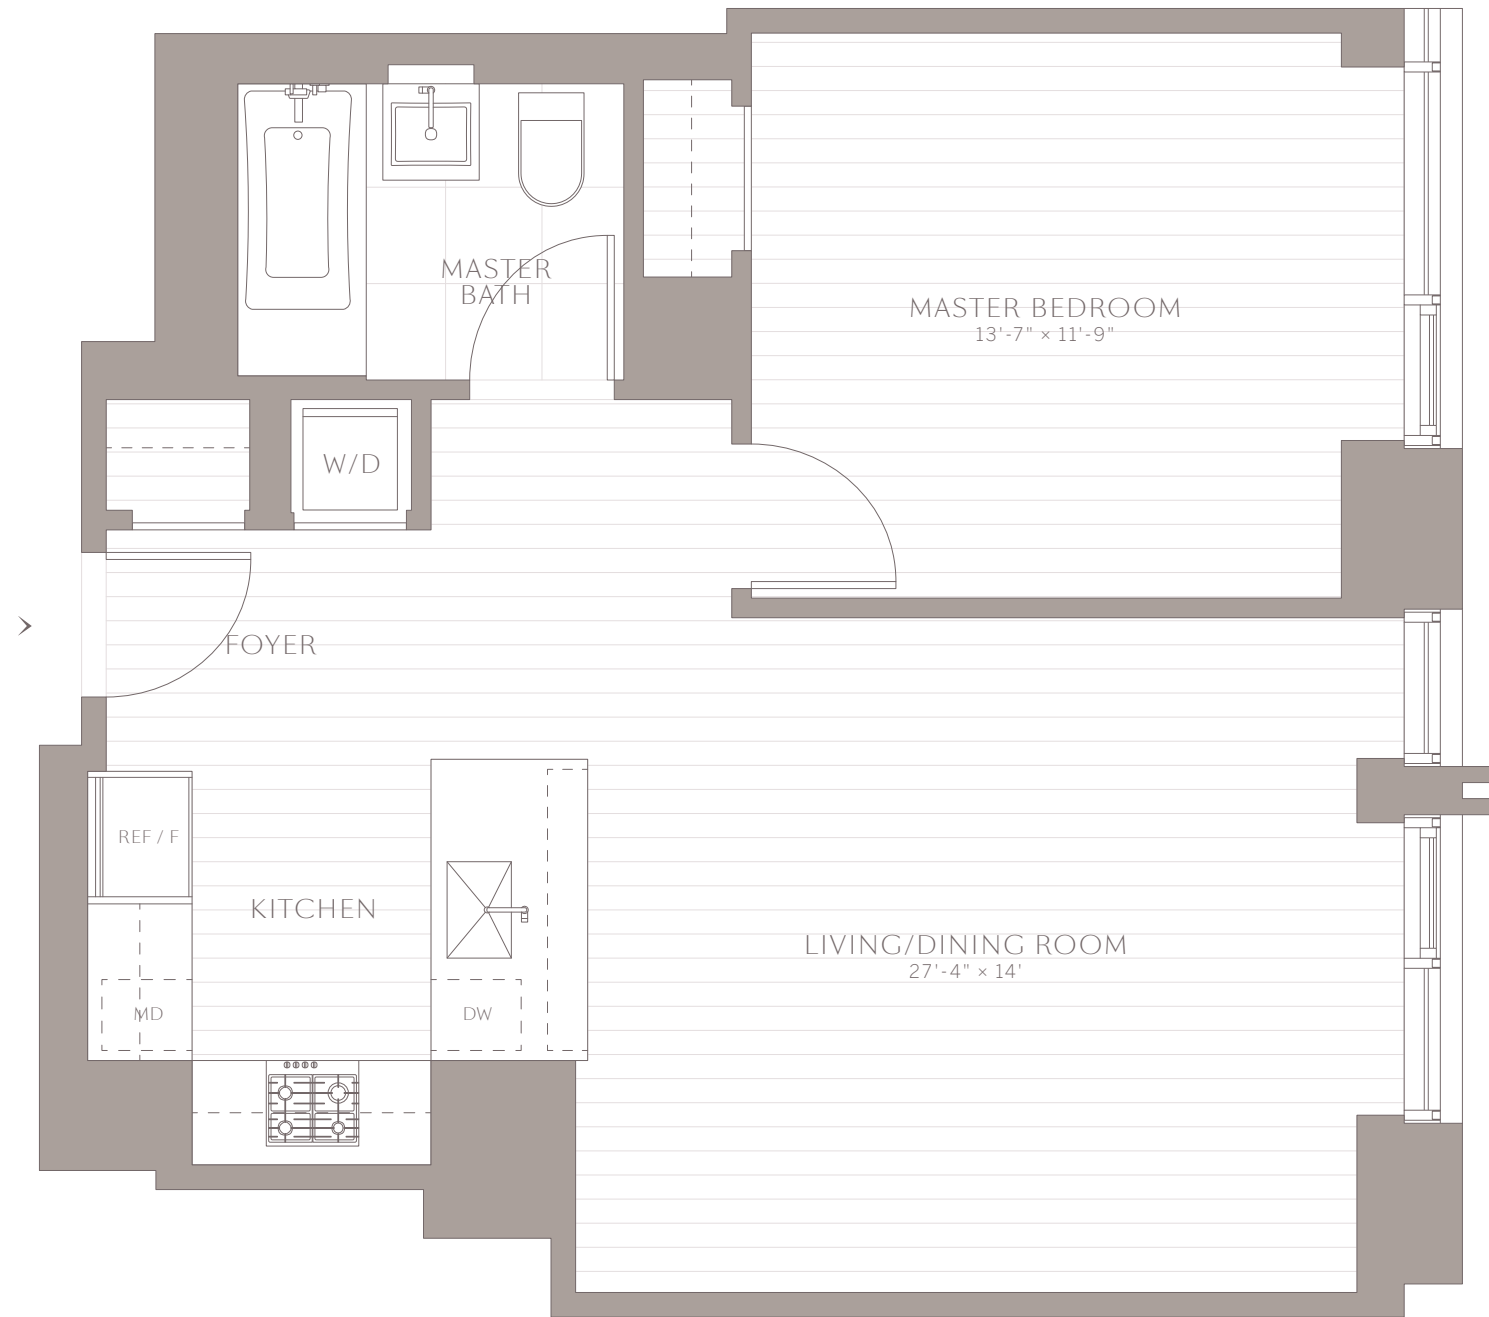 MASTER
BATH
MASTER BEDROOM
13'-7" × 11'-9"
W/D
FOYER
REF / F
KITCHEN
LIVING/DINING ROOM
27'-4" × 14'
MD
DW